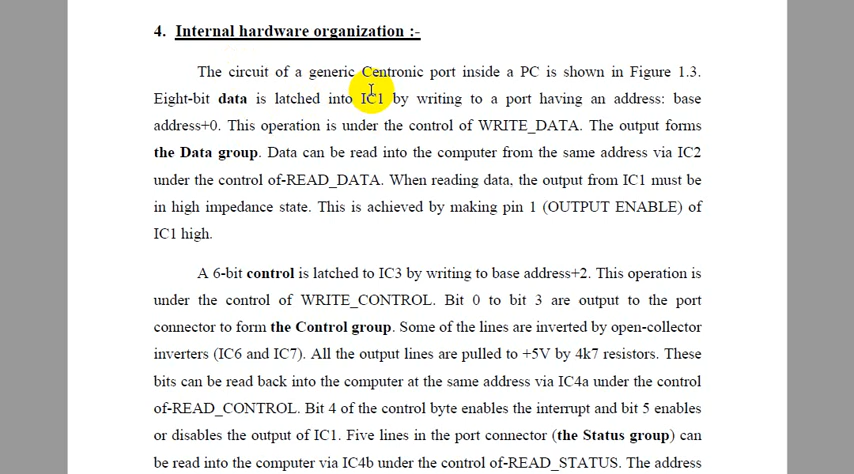 4. Internal hardware organization :-
The circuit of a generic Centronic port inside a PC is shown in Figure 1.3.
Eight-bit data is latched into IC1 by writing to a port having an address: base
address+0. This operation is under the control of WRITE_DATA. The output forms
the Data group. Data can be read into the computer from the same address via IC2
under the control of-READ_DATA. When reading data, the output from IC1 must be
in high impedance state. This is achieved by making pin 1 (OUTPUT ENABLE) of
IC1 high.
A 6-bit control is latched to IC3 by writing to base address+2. This operation is
under the control of WRITE_CONTROL. Bit 0 to bit 3 are output to the port
connector to form the Control group. Some of the lines are inverted by open-collector
inverters (IC6 and IC7). All the output lines are pulled to +5V by 4k7 resistors. These
bits can be read back into the computer at the same address via IC4a under the control
of-READ_CONTROL. Bit 4 of the control byte enables the interrupt and bit 5 enables
or disables the output of IC1. Five lines in the port connector (the Status group) can
be read into the computer via IC4b under the control of-READ_STATUS. The address